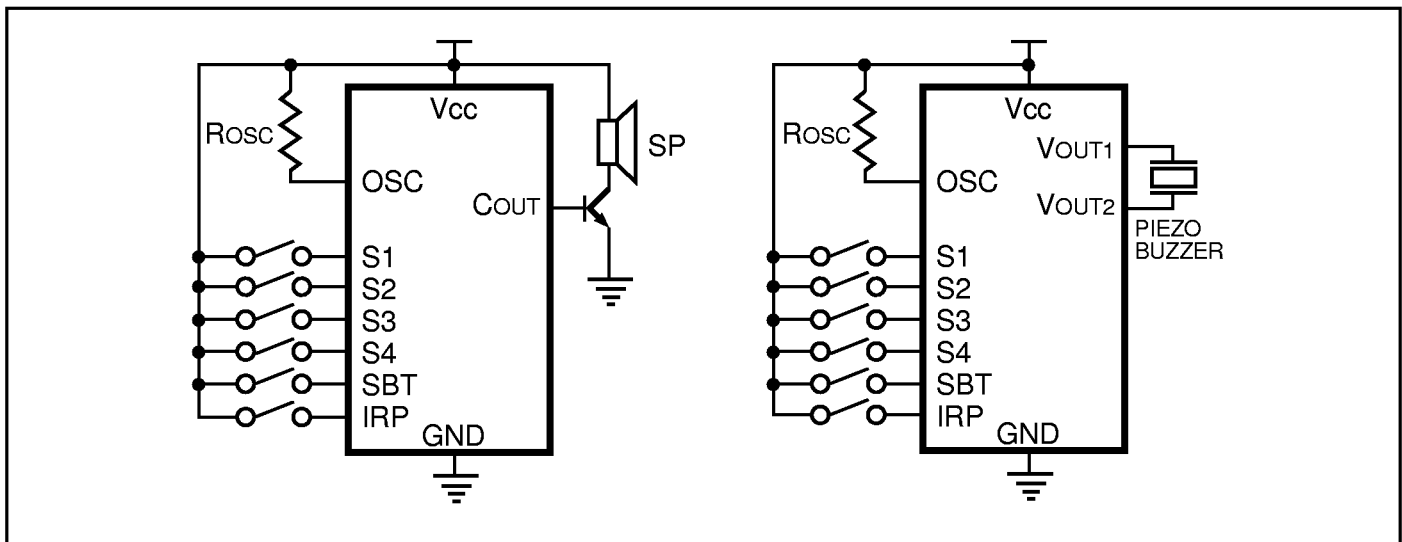 Vcc
ROSC
SP
OSC
COUT
S1
S2
S3
S4
SBT
IRP
GND
Vcc
ROSC
VOUT1
OSC
VOUT2
PIEZO
BUZZER
S1
S2
S3
S4
SBT
IRP
GND